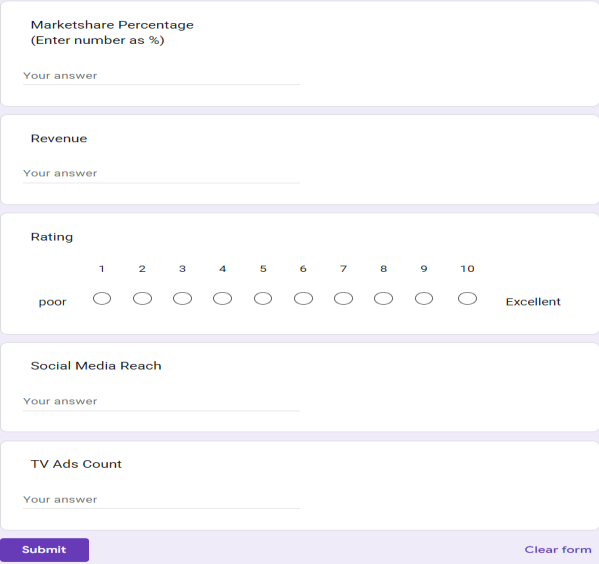 Marketshare Percentage
(Enter number as %)
Your answer
Revenue
Your answer
Rating
1 2 3 4 5 6 7 8 9 10
poor Excellent
Social Media Reach
Your answer
TV Ads Count
Your answer
Submit Clear form